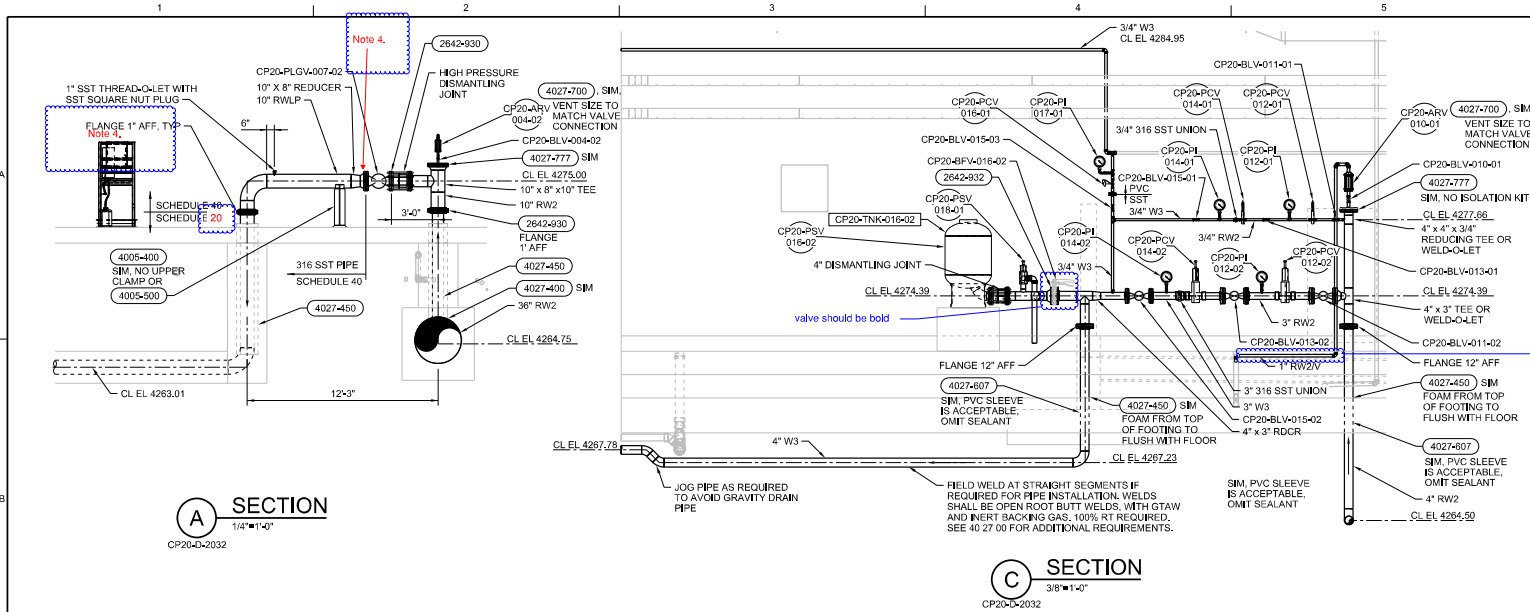 1
2
3
4
5
A
B
Note 4.
2642-930
CP20-PLGV-007-02
10" X 8" REDUCER
10" RWLP
HIGH PRESSURE
DISMANTLING
JOINT
1" SST THREAD-O-LET WITH
SST SQUARE NUT PLUG
6"
FLANGE 1" AFF, TYP
Note 4.
4027-700 , SIM,
VENT SIZE TO
MATCH VALVE
CONNECTION
CP20-ARV
004-02
CP20-BLV-004-02
4027-777 SIM
CL EL 4275.00
10" x 8" x10" TEE
10" RW2
3'-0"
2642-930
FLANGE
1' AFF
SCHEDULE 40
SCHEDULE 20
4005-400
SIM, NO UPPER
CLAMP OR
4005-500
316 SST PIPE
SCHEDULE 40
4027-450
4027-450
4027-400 SIM
36" RW2
CL EL 4264.75
CL EL 4263.01
12'-3"
A
SECTION
1/4"=1'-0"
CP20-D-2032
3/4" W3
CL EL 4284.95
CP20-BLV-011-01
CP20-PCV
016-01
CP20-PI
017-01
CP20-PCV
014-01
CP20-PCV
012-01
CP20-ARV
010-01
4027-700 , SIM
VENT SIZE TO
MATCH VALVE
CONNECTION
3/4" 316 SST UNION
CP20-BLV-015-03
CP20-PI
014-01
CP20-PI
012-01
CP20-BFV-016-02
CP20-BLV-015-01
CP20-BLV-010-01
2642-932
PVC
SST
4027-777
SIM, NO ISOLATION KIT
CP20-PSV
018-01
CP20-TNK-016-02
3/4" W3
3/4" RW2
CL EL 4277.66
4" x 4" x 3/4"
REDUCING TEE OR
WELD-O-LET
CP20-PSV
016-02
CP20-PI
014-02
CP20-PCV
014-02
CP20-PI
012-02
CP20-PCV
012-02
4" DISMANTLING JOINT
3/4" W3
CP20-BLV-013-01
CL EL 4274.39
CL EL 4274.39
valve should be bold
3" RW2
4" x 3" TEE OR
WELD-O-LET
CP20-BLV-013-02
CP20-BLV-011-02
FLANGE 12" AFF
1" RW2/V
FLANGE 12" AFF
4027-607
SIM, PVC SLEEVE
IS ACCEPTABLE,
OMIT SEALANT
4027-450 SIM
FOAM FROM TOP
OF FOOTING TO
FLUSH WITH FLOOR
3" 316 SST UNION
3" W3
CP20-BLV-015-02
4" x 3" RDCR
4027-450 SIM
FOAM FROM TOP
OF FOOTING TO
FLUSH WITH FLOOR
CL EL 4267.78
4" W3
CL EL 4267.23
4027-607
SIM, PVC SLEEVE
IS ACCEPTABLE,
OMIT SEALANT
JOG PIPE AS REQUIRED
TO AVOID GRAVITY DRAIN
PIPE
FIELD WELD AT STRAIGHT SEGMENTS IF
REQUIRED FOR PIPE INSTALLATION. WELDS
SHALL BE OPEN ROOT BUTT WELDS, WITH GTAW
AND INERT BACKING GAS. 100% RT REQUIRED.
SEE 40 27 00 FOR ADDITIONAL REQUIREMENTS.
SIM, PVC SLEEVE
IS ACCEPTABLE,
OMIT SEALANT
4" RW2
CL EL 4264.50
C
SECTION
3/8"=1'-0"
CP20-D-2032